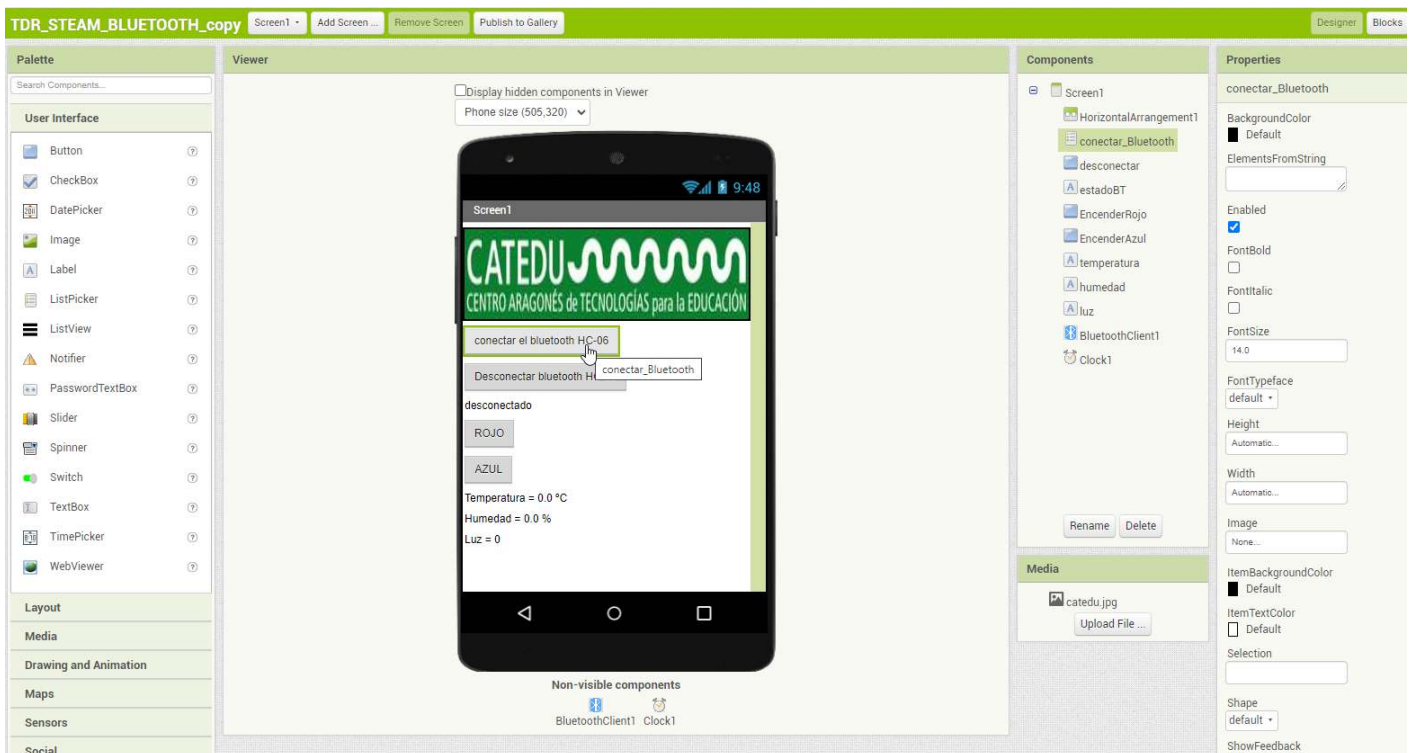 TDR_STEAM_BLUETOOTH_copy Screen1 Add Screen ... Remove Screen Publish to Gallery Designer Blocks
Palette
Search Components...
User Interface
Button
CheckBox
DatePicker
Image
Label
ListPicker
ListView
Notifier
PasswordTextBox
Slider
Spinner
Switch
TextBox
TimePicker
WebViewer
Layout
Media
Drawing and Animation
Maps
Sensors
Social
Viewer
Display hidden components in Viewer
Phone size (505,320)
9:48
Screen1
CATEDU
CENTRO ARAGONÉS de TECNOLOGÍAS para la EDUCACIÓN
conectar el bluetooth HC-06
conectar_Bluetooth
Desconectar bluetooth
desconectado
ROJO
AZUL
Temperatura = 0.0 ºC
Humedad = 0.0 %
Luz = 0
Non-visible components
BluetoothClient1 Clock1
Components
Screen1
HorizontalArrangement1
conectar_Bluetooth
desconectar
estadoBT
EncenderRojo
EncenderAzul
temperatura
humedad
luz
BluetoothClient1
Clock1
Rename Delete
Media
catedu.jpg
Upload File ...
Properties
conectar_Bluetooth
BackgroundColor
Default
ElementsFromString
Enabled
FontBold
FontItalic
FontSize
14.0
FontTypeface
default
Height
Automatic...
Width
Automatic...
Image
None...
ItemBackgroundColor
Default
ItemTextColor
Default
Selection
Shape
default
ShowFeedback